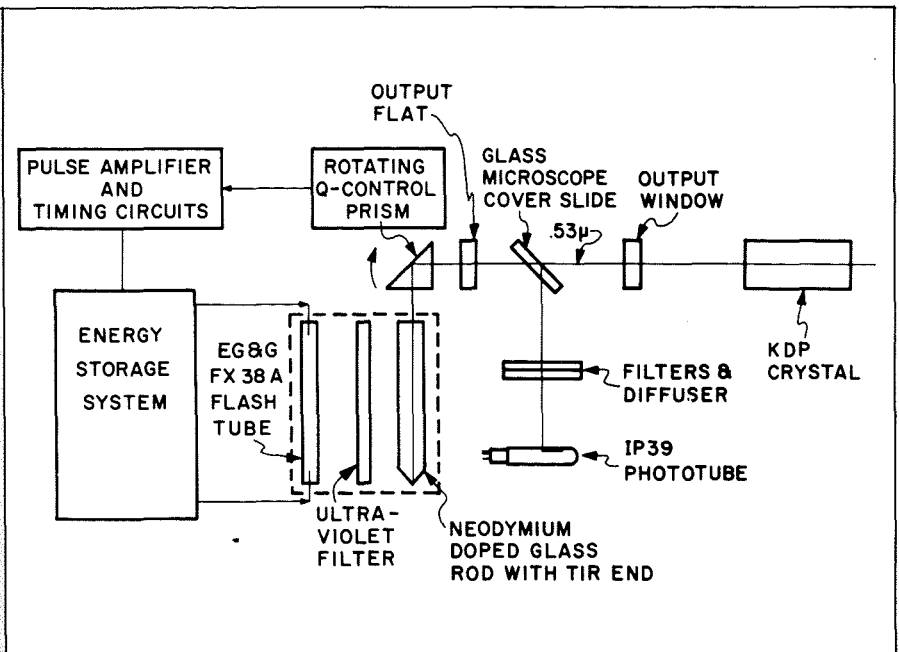 OUTPUT
FLAT
PULSE AMPLIFIER
AND
TIMING CIRCUITS
ROTATING
Q-CONTROL
PRISM
GLASS
MICROSCOPE
COVER SLIDE
OUTPUT
WINDOW
.53μ
ENERGY
STORAGE
SYSTEM
EG&G
FX 38A
FLASH
TUBE
KDP
CRYSTAL
FILTERS &
DIFFUSER
IP39
PHOTOTUBE
ULTRA-
VIOLET
FILTER
NEODYMIUM
DOPED GLASS
ROD WITH TIR END